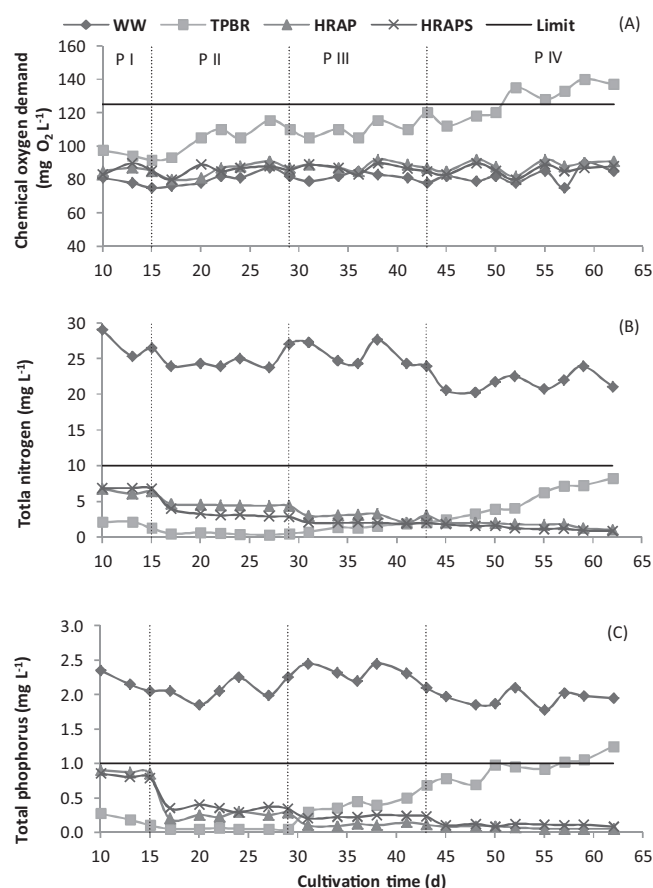 WW TPBR HRAP HRAPS Limit
(A)
P I P II P III P IV
Chemical oxygen demand
(mg O2 L-1)
160
140
120
100
80
60
40
10 15 20 25 30 35 40 45 50 55 60 65
(B)
Totla nitrogen (mg L-1)
30
25
20
15
10
5
0
10 15 20 25 30 35 40 45 50 55 60 65
(C)
Total phophorus (mg L-1)
3.0
2.5
2.0
1.5
1.0
0.5
0.0
10 15 20 25 30 35 40 45 50 55 60 65
Cultivation time (d)